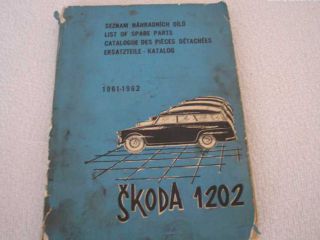 SEZNAM NÁHRADNÍCH DÍLŮ
LIST OF SPARE PARTS
CATALOGUE DES PIÈCES DÉTACHÉES
ERSATZTEILE - KATALOG
1961-1962
ŠKODA 1202